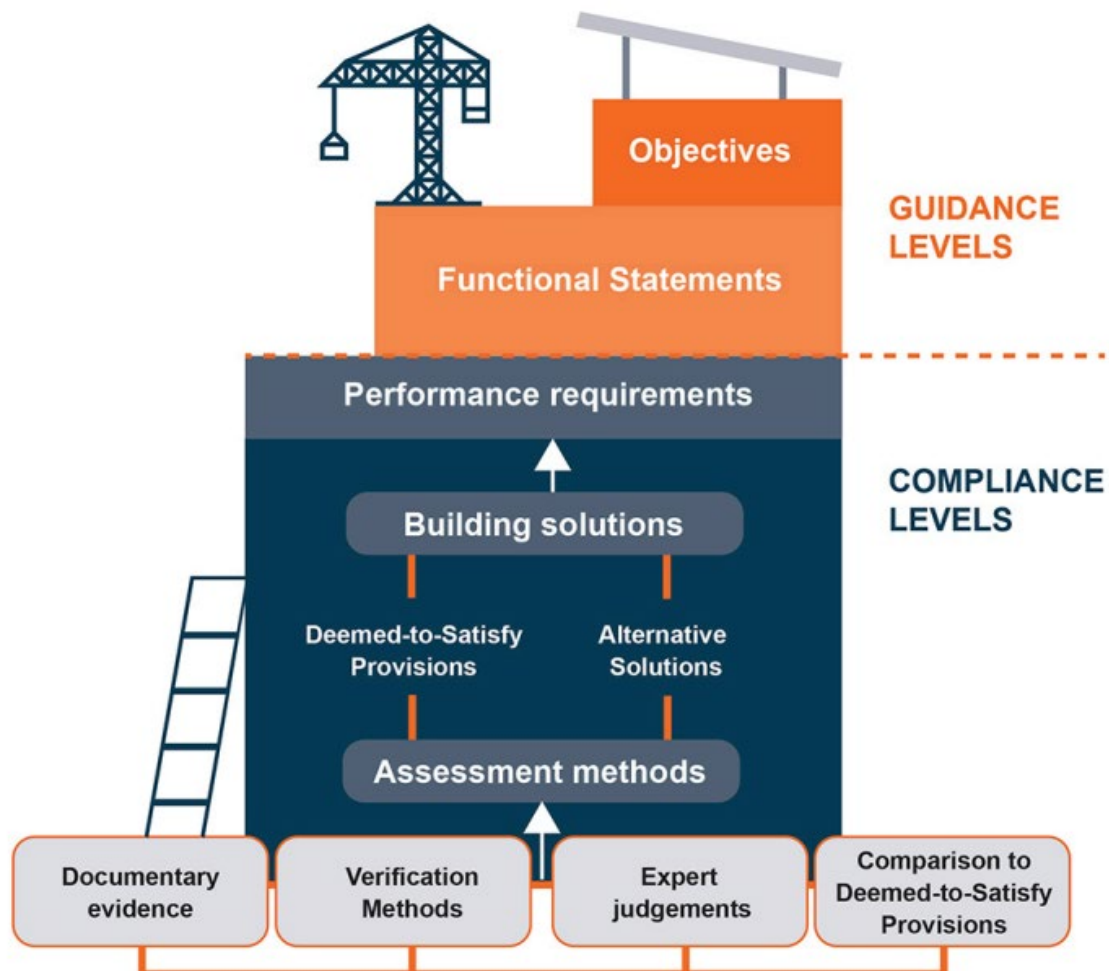 Objectives
GUIDANCE
LEVELS
Functional Statements
Performance requirements
COMPLIANCE
LEVELS
Building solutions
Deemed-to-Satisfy
Provisions
Alternative
Solutions
Assessment methods
Documentary
evidence
Verification
Methods
Expert
judgements
Comparison to
Deemed-to-Satisfy
Provisions